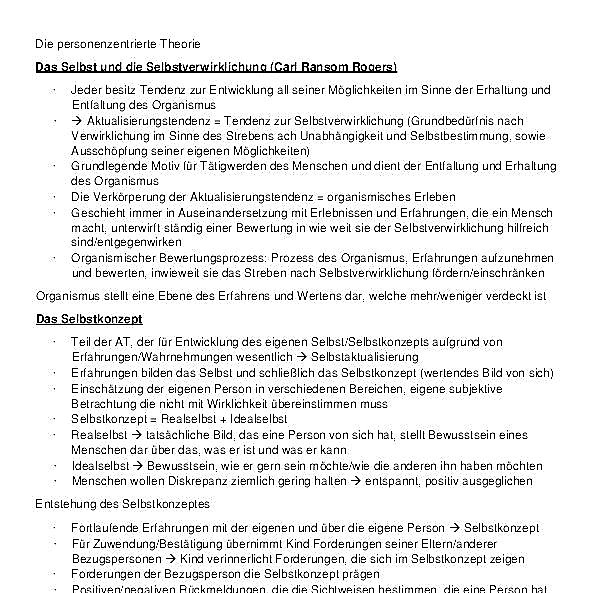 Die personenzentrierte Theorie
Das Selbst und die Selbstverwirklichung (Carl Ransom Rogers)
· Jeder besitz Tendenz zur Entwicklung all seiner Möglichkeiten im Sinne der Erhaltung und
Entfaltung des Organismus
· → Aktualisierungstendenz = Tendenz zur Selbstverwirklichung (Grundbedürfnis nach
Verwirklichung im Sinne des Strebens ach Unabhängigkeit und Selbstbestimmung, sowie
Ausschöpfung seiner eigenen Möglichkeiten)
· Grundlegende Motiv für Tätigwerden des Menschen und dient der Entfaltung und Erhaltung
des Organismus
· Die Verkörperung der Aktualisierungstendenz = organismisches Erleben
· Geschieht immer in Auseinandersetzung mit Erlebnissen und Erfahrungen, die ein Mensch
macht, unterwirft ständig einer Bewertung in wie weit sie der Selbstverwirklichung hilfreich
sind/entgegenwirken
· Organismischer Bewertungsprozess: Prozess des Organismus, Erfahrungen aufzunehmen
und bewerten, inwieweit sie das Streben nach Selbstverwirklichung fördern/einschränken
Organismus stellt eine Ebene des Erfahrens und Wertens dar, welche mehr/weniger verdeckt ist
Das Selbstkonzept
· Teil der AT, der für Entwicklung des eigenen Selbst/Selbstkonzepts aufgrund von
Erfahrungen/Wahrnehmungen wesentlich → Selbstaktualisierung
· Erfahrungen bilden das Selbst und schließlich das Selbstkonzept (wertendes Bild von sich)
· Einschätzung der eigenen Person in verschiedenen Bereichen, eigene subjektive
Betrachtung die nicht mit Wirklichkeit übereinstimmen muss
· Selbstkonzept = Realselbst + Idealselbst
· Realselbst → tatsächliche Bild, das eine Person von sich hat, stellt Bewusstsein eines
Menschen dar über das, was er ist und was er kann
· Idealselbst → Bewusstsein, wie er gern sein möchte/wie die anderen ihn haben möchten
· Menschen wollen Diskrepanz ziemlich gering halten → entspannt, positiv ausgeglichen
Entstehung des Selbstkonzeptes
· Fortlaufende Erfahrungen mit der eigenen und über die eigene Person → Selbstkonzept
· Für Zuwendung/Bestätigung übernimmt Kind Forderungen seiner Eltern/anderer
Bezugspersonen → Kind verinnerlicht Forderungen, die sich im Selbstkonzept zeigen
· Forderungen der Bezugsperson die Selbstkonzept prägen
· Positiven/negativen Rückmeldungen, die die Sichtweisen bestimmen, die eine Person hat